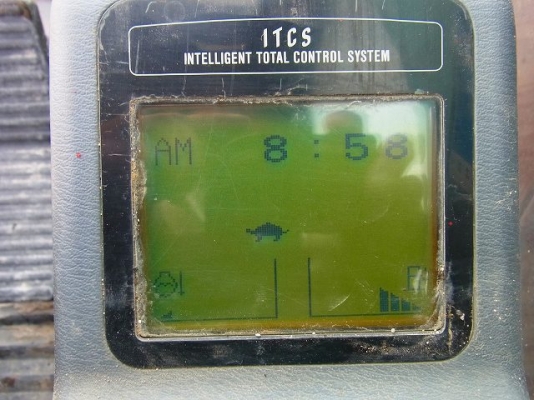 ITCS
INTELLIGENT TOTAL CONTROL SYSTEM
AM 8:58